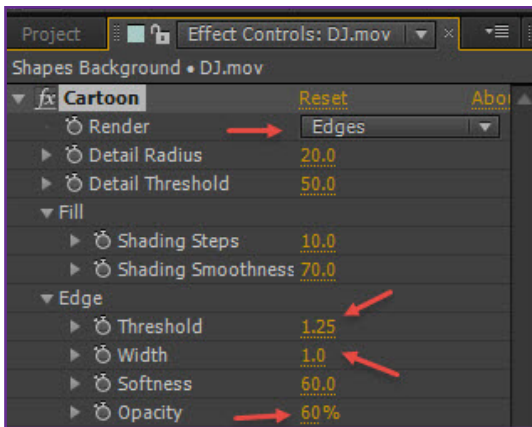 Project Effect Controls: DJ.mov
Shapes Background • DJ.mov
fx Cartoon Reset
Render Edges
Detail Radius 20.0
Detail Threshold 50.0
Fill
Shading Steps 10.0
Shading Smoothness 70.0
Edge
Threshold 1.25
Width 1.0
Softness 60.0
Opacity 60%